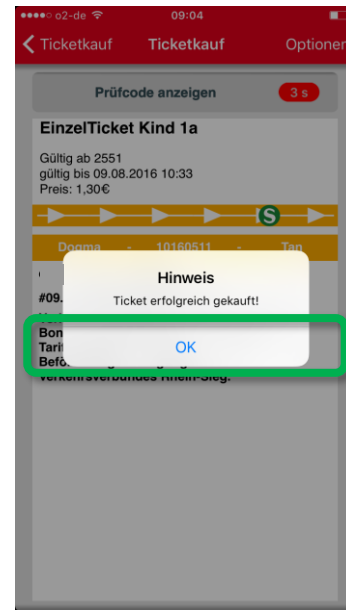 o2-de 09:04
Ticketkauf Ticketkauf Optionen
Prüfcode anzeigen 3 s
EinzelTicket Kind 1a
Gültig ab 2551
gültig bis 09.08.2016 10:33
Preis: 1,30€
S
Dogma - 10160511 - Tan
Hinweis
#09.
Ticket erfolgreich gekauft!
Bon
OK
Tarif
Verkehrsverbundes Rhein-Sieg.